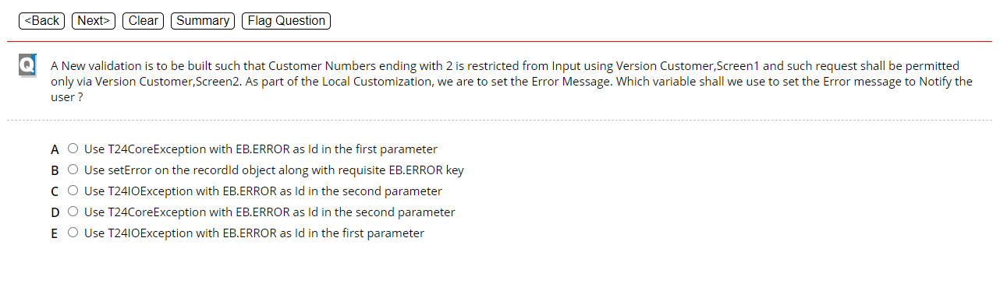 <Back Next> Clear Summary Flag Question
Q A New validation is to be built such that Customer Numbers ending with 2 is restricted from Input using Version Customer,Screen1 and such request shall be permitted
only via Version Customer,Screen2. As part of the Local Customization, we are to set the Error Message. Which variable shall we use to set the Error message to Notify the
user ?
A Use T24CoreException with EB.ERROR as Id in the first parameter
B Use setError on the recordId object along with requisite EB.ERROR key
C Use T24IOException with EB.ERROR as Id in the second parameter
D Use T24CoreException with EB.ERROR as Id in the second parameter
E Use T24IOException with EB.ERROR as Id in the first parameter